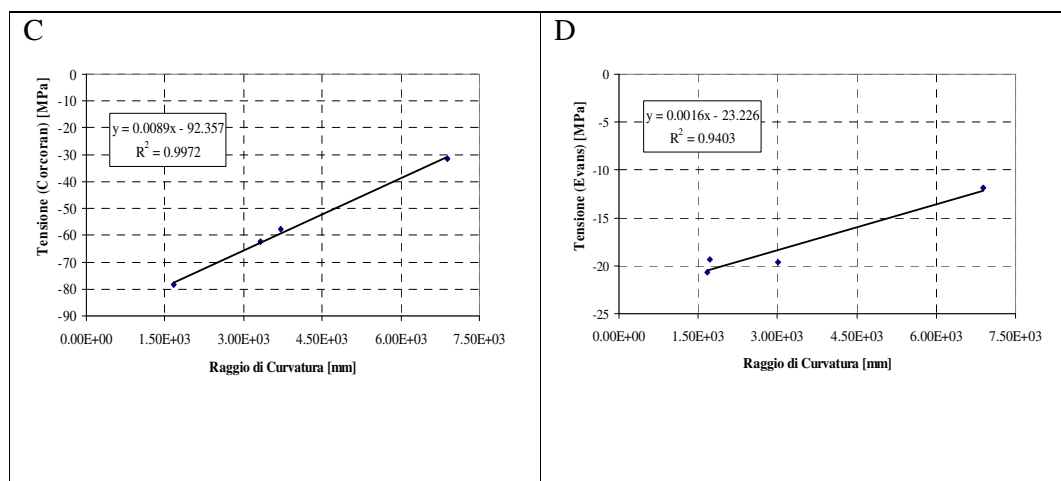 C
0
-10
-20
-30
-40
-50
-60
-70
-80
-90
Tensione (Corcoran) [MPa]
y = 0.0089x - 92.357
R² = 0.9972
0.00E+00 1.50E+03 3.00E+03 4.50E+03 6.00E+03 7.50E+03
Raggio di Curvatura [mm]
D
0
-5
-10
-15
-20
-25
Tensione (Evans) [MPa]
y = 0.0016x - 23.226
R² = 0.9403
0.00E+00 1.50E+03 3.00E+03 4.50E+03 6.00E+03 7.50E+03
Raggio di Curvatura [mm]